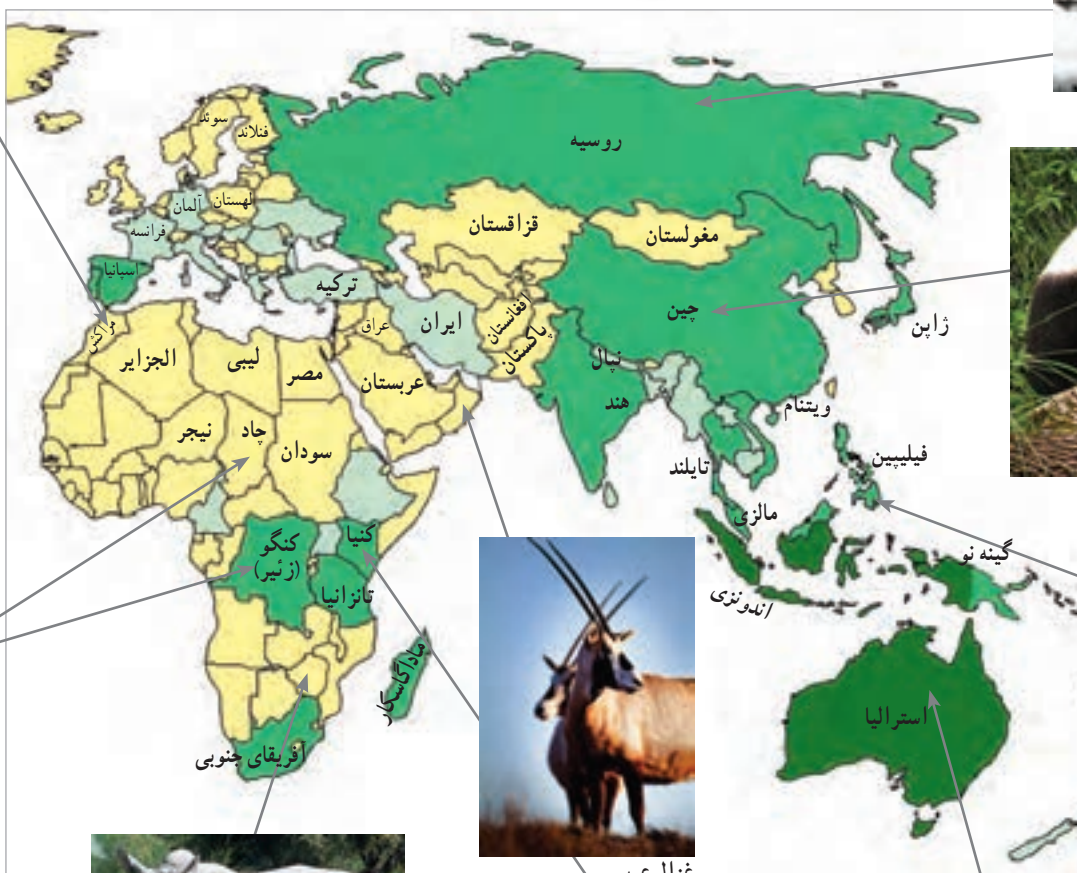 سوئد
فنلاند
روسیه
لهستان
آلمان
فرانسه
اسپانیا
قزاقستان
مغولستان
ترکیه
چین
ژاپن
ایران
افغانستان
پاکستان
عراق
مراکش
الجزایر
لیبی
مصر
عربستان
نپال
هند
ویتنام
نیجر
چاد
سودان
تایلند
فیلیپین
مالزی
کنیا
کنگو
(زئیر)
تانزانیا
گینه نو
اندونزی
ماداگاسکار
استرالیا
آفریقای جنوبی